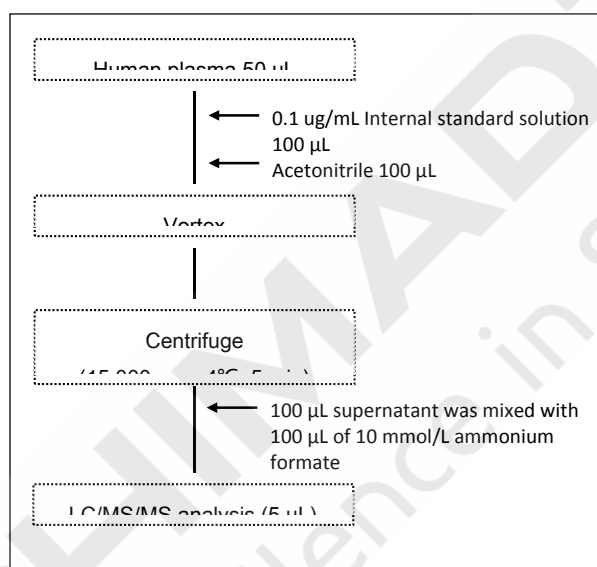 Human plasma 50 µL
0.1 ug/mL Internal standard solution
100 µL
Acetonitrile 100 µL
Vortex
Centrifuge
4℃
100 µL supernatant was mixed with
100 µL of 10 mmol/L ammonium
formate
LC/MS/MS analysis (5 µL)